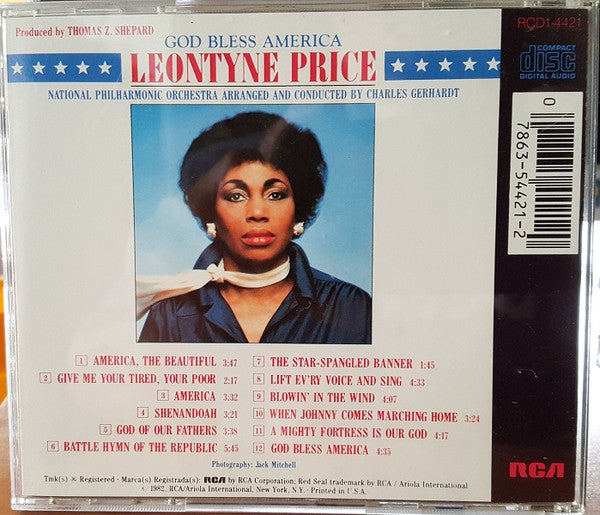 Produced by THOMAS Z. SHEPARD
RCD1-4421
GOD BLESS AMERICA
COMPACT
disc
DIGITAL AUDIO
LEONTYNE PRICE
NATIONAL PHILHARMONIC ORCHESTRA ARRANGED AND CONDUCTED BY CHARLES GERHARDT
0 7863-54421-2
1 AMERICA, THE BEAUTIFUL 3:47
2 GIVE ME YOUR TIRED, YOUR POOR 2:17
3 AMERICA 3:32
4 SHENANDOAH 3:21
5 GOD OF OUR FATHERS 3:38
6 BATTLE HYMN OF THE REPUBLIC 5:45
7 THE STAR-SPANGLED BANNER 1:45
8 LIFT EV'RY VOICE AND SING 4:33
9 BLOWIN' IN THE WIND 4:07
10 WHEN JOHNNY COMES MARCHING HOME 3:24
11 A MIGHTY FORTRESS IS OUR GOD 4:17
12 GOD BLESS AMERICA 4:35
Photography: Jack Mitchell
Tmk(s) ® Registered · Marca(s) Registrada(s): RCA by RCA Corporation; Red Seal trademark by RCA / Ariola International
© 1982, RCA/Ariola International, New York, N.Y. · Printed in U.S.A.
RCA